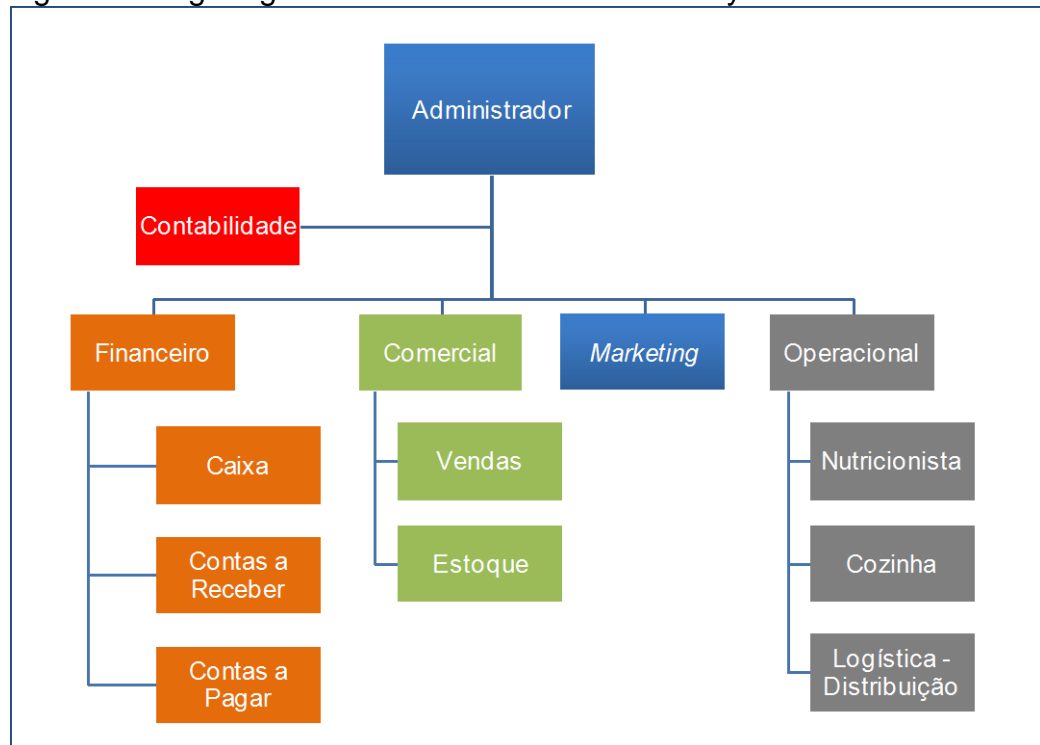 Administrador
Contabilidade
Financeiro
Comercial
Marketing
Operacional
Caixa
Vendas
Nutricionista
Contas a
Receber
Estoque
Cozinha
Contas a
Pagar
Logística -
Distribuição